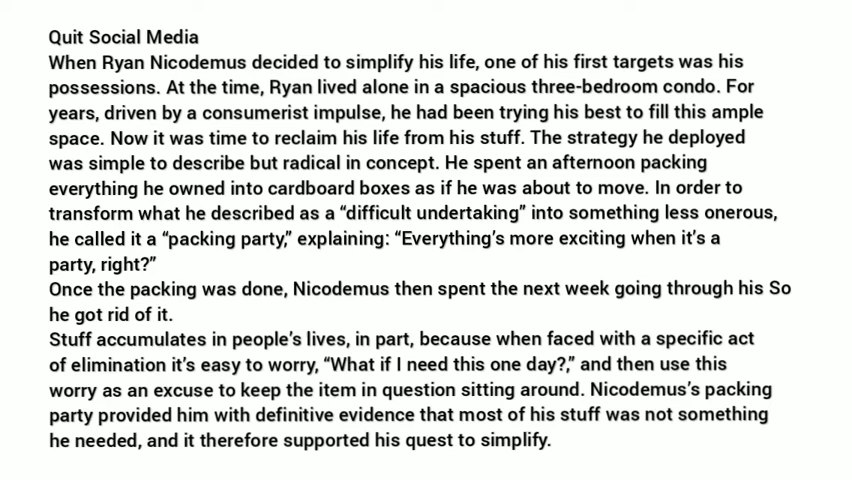 Quit Social Media
When Ryan Nicodemus decided to simplify his life, one of his first targets was his
possessions. At the time, Ryan lived alone in a spacious three-bedroom condo. For
years, driven by a consumerist impulse, he had been trying his best to fill this ample
space. Now it was time to reclaim his life from his stuff. The strategy he deployed
was simple to describe but radical in concept. He spent an afternoon packing
everything he owned into cardboard boxes as if he was about to move. In order to
transform what he described as a “difficult undertaking” into something less onerous,
he called it a “packing party,” explaining: “Everything’s more exciting when it’s a
party, right?”
Once the packing was done, Nicodemus then spent the next week going through his So
he got rid of it.
Stuff accumulates in people’s lives, in part, because when faced with a specific act
of elimination it’s easy to worry, “What if I need this one day?,” and then use this
worry as an excuse to keep the item in question sitting around. Nicodemus’s packing
party provided him with definitive evidence that most of his stuff was not something
he needed, and it therefore supported his quest to simplify.